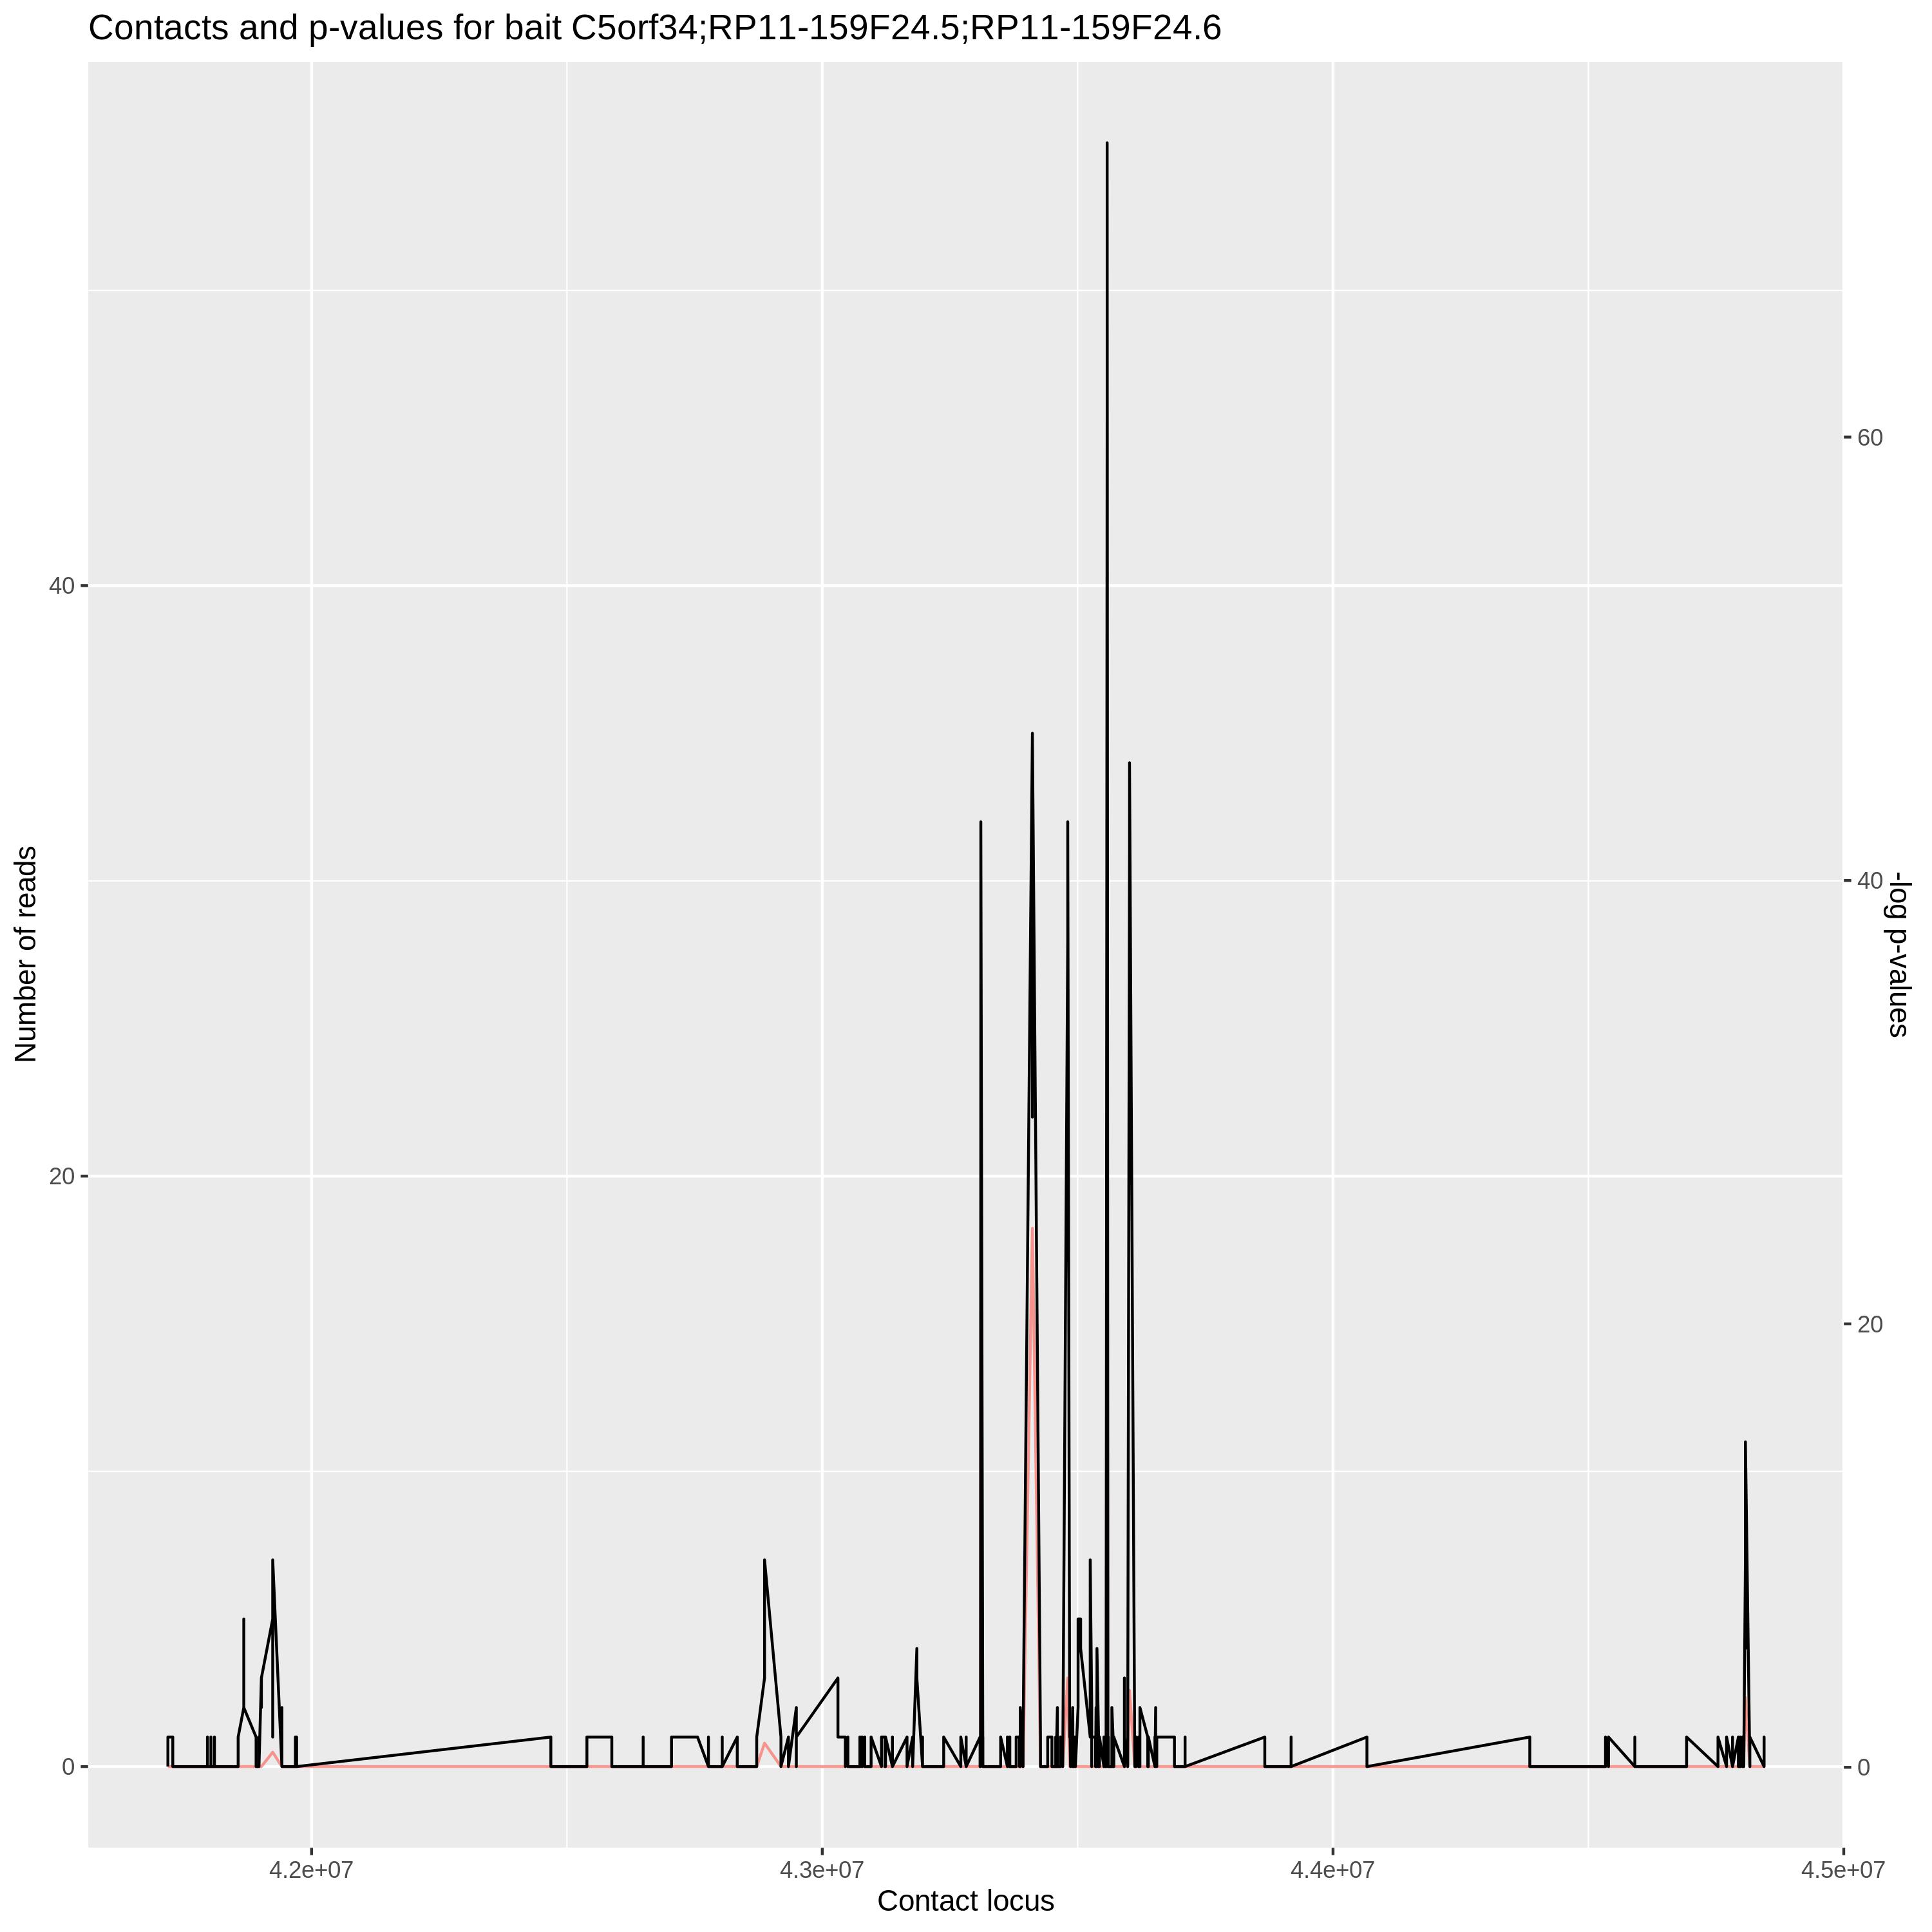 Contacts and p-values for bait C5orf34;RP11-159F24.5;RP11-159F24.6
Number of reads
40
20
0
60
40
20
0
-log p-values
4.2e+07
4.3e+07
4.4e+07
4.5e+07
Contact locus